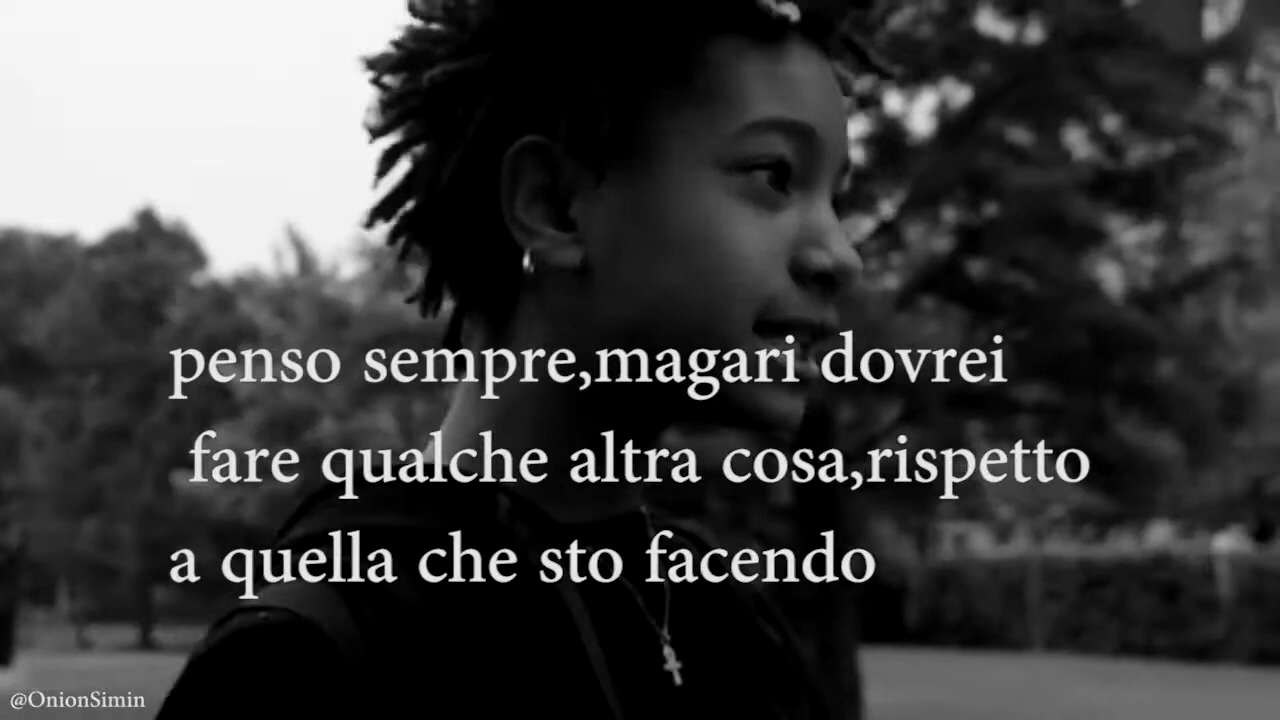 penso sempre,magari dovrei
fare qualche altra cosa,rispetto
a quella che sto facendo
@OnionSimin